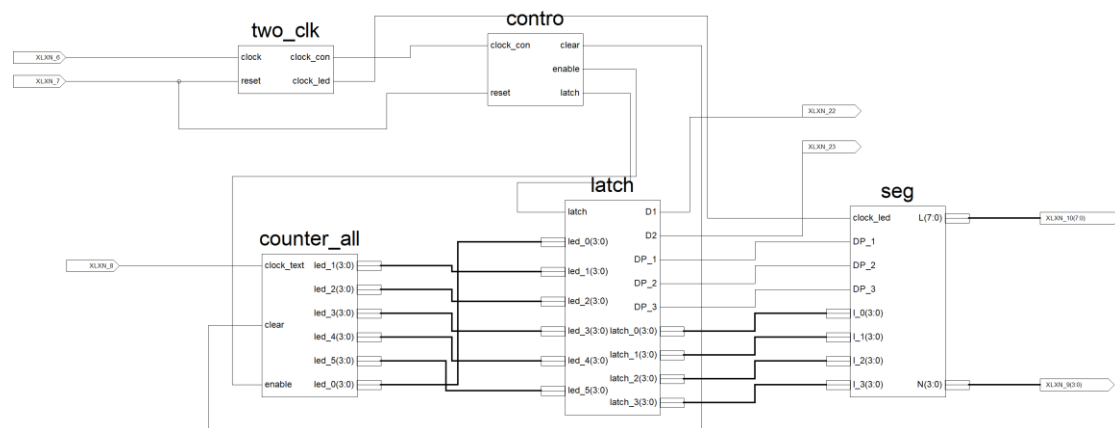 two_clk
XLXN_6
XLXN_7
clock
reset
clock_con
clock_led
contro
clock_con
reset
clear
enable
latch
XLXN_22
XLXN_23
counter_all
XLXN_8
clock_text
clear
enable
led_1(3:0)
led_2(3:0)
led_3(3:0)
led_4(3:0)
led_5(3:0)
led_0(3:0)
latch
latch
led_0(3:0)
led_1(3:0)
led_2(3:0)
led_3(3:0)
led_4(3:0)
led_5(3:0)
D1
D2
DP_1
DP_2
DP_3
latch_0(3:0)
latch_1(3:0)
latch_2(3:0)
latch_3(3:0)
seg
clock_led
DP_1
DP_2
DP_3
l_0(3:0)
l_1(3:0)
l_2(3:0)
l_3(3:0)
L(7:0)
N(3:0)
XLXN_10(7:0)
XLXN_9(3:0)